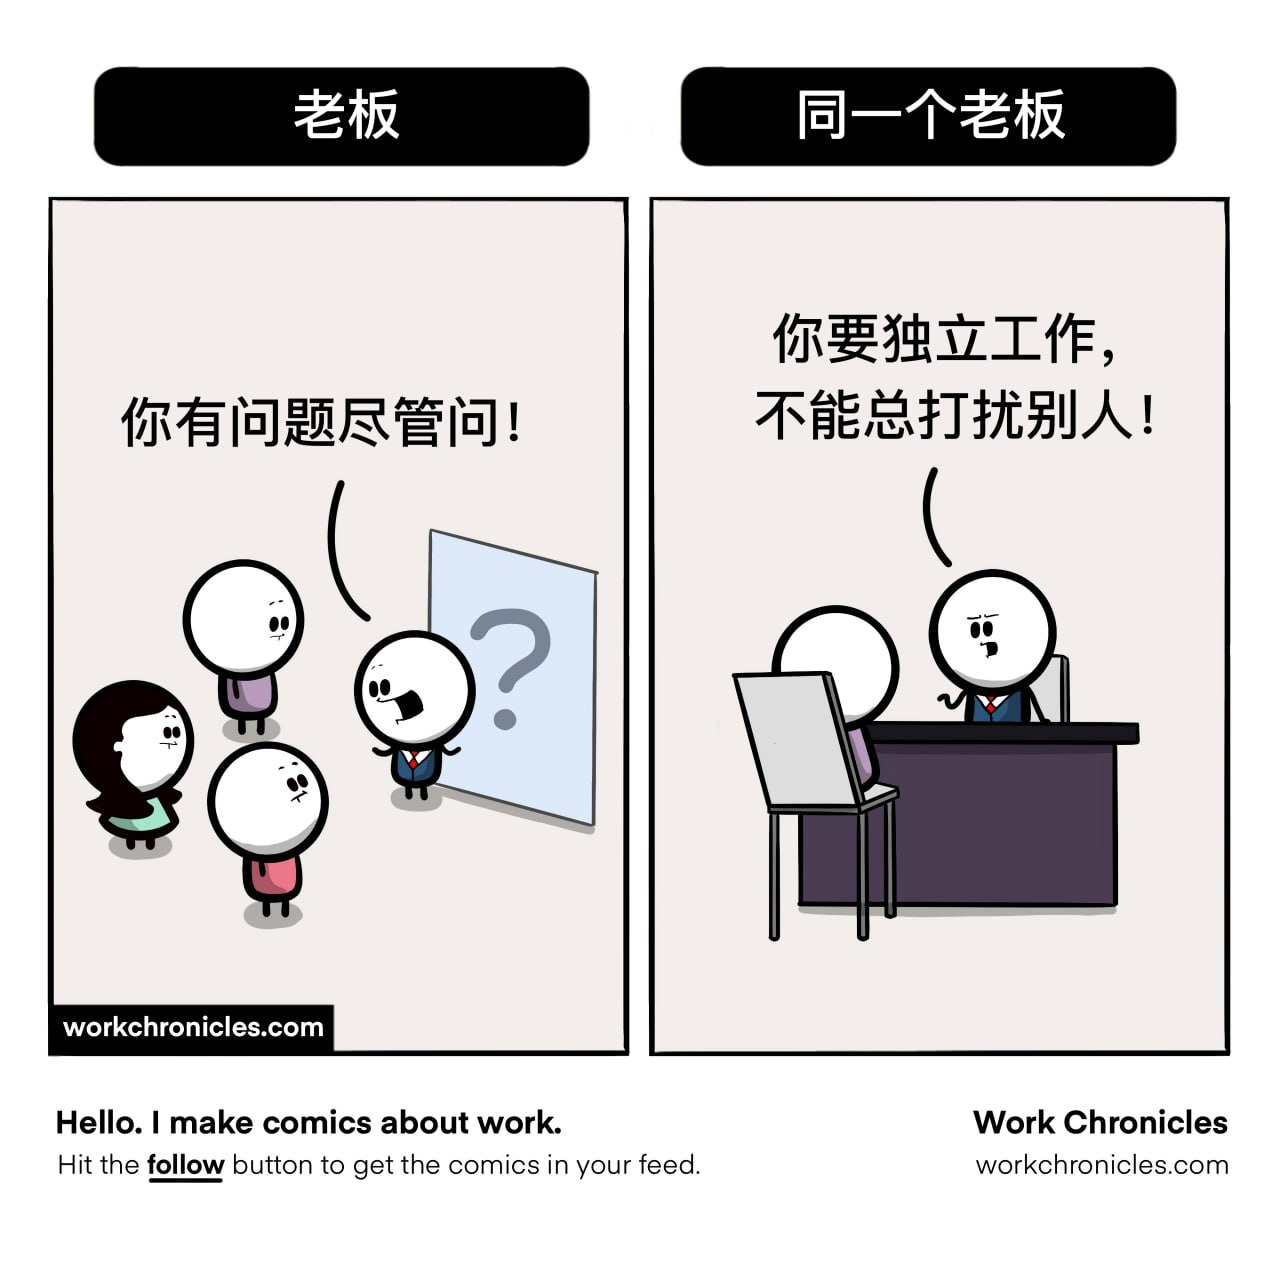 老板
同一个老板
你有问题尽管问！
你要独立工作，
不能总打扰别人！
?
workchronicles.com
Hello. I make comics about work.
Hit the follow button to get the comics in your feed.
Work Chronicles
workchronicles.com